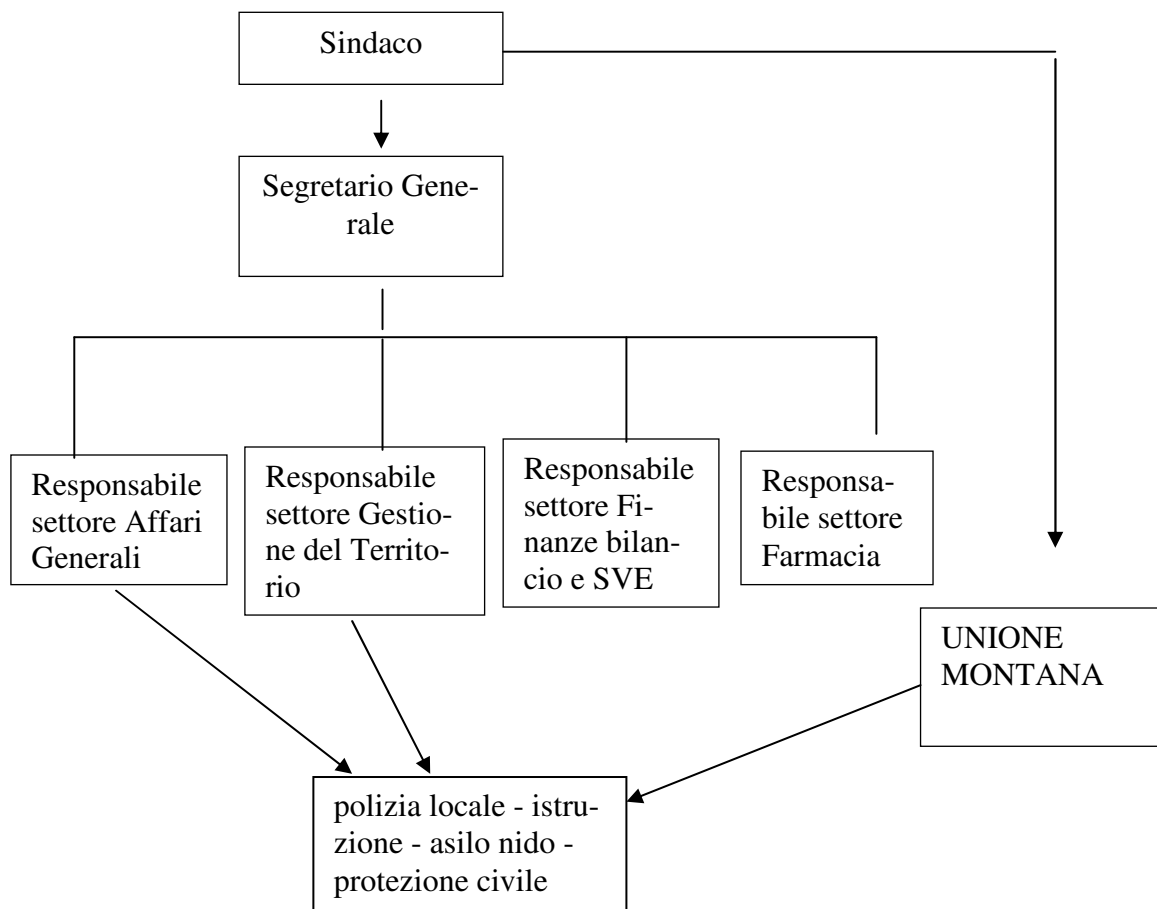 Sindaco
Segretario Gene-
rale
Responsabile
settore Affari
Generali
Responsabile
settore Gestio-
ne del Territo-
rio
Responsabile
settore Fi-
nanze bilan-
cio e SVE
Responsa-
bile settore
Farmacia
UNIONE
MONTANA
polizia locale - istru-
zione - asilo nido -
protezione civile